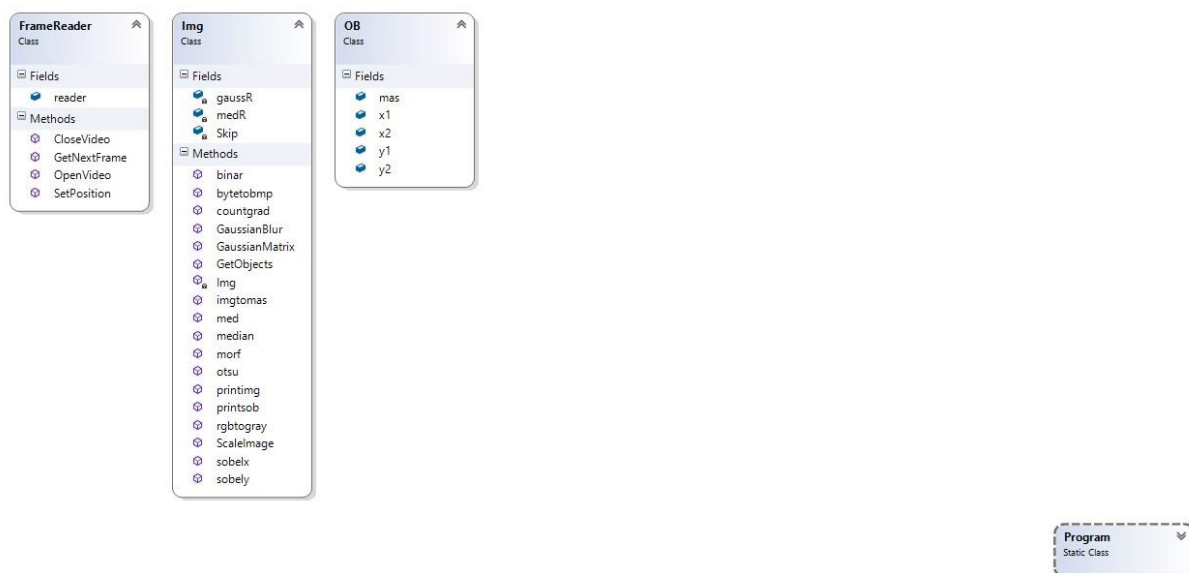 FrameReader
Class
Fields
reader
Methods
CloseVideo
GetNextFrame
OpenVideo
SetPosition
Img
Class
Fields
gaussR
medR
Skip
Methods
binar
bytetobmp
countgrad
GaussianBlur
GaussianMatrix
GetObjects
Img
imgtomas
med
median
morf
otsu
printimg
printsob
rgbtogray
ScaleImage
sobelx
sobely
OB
Class
Fields
mas
x1
x2
y1
y2
Program
Static Class